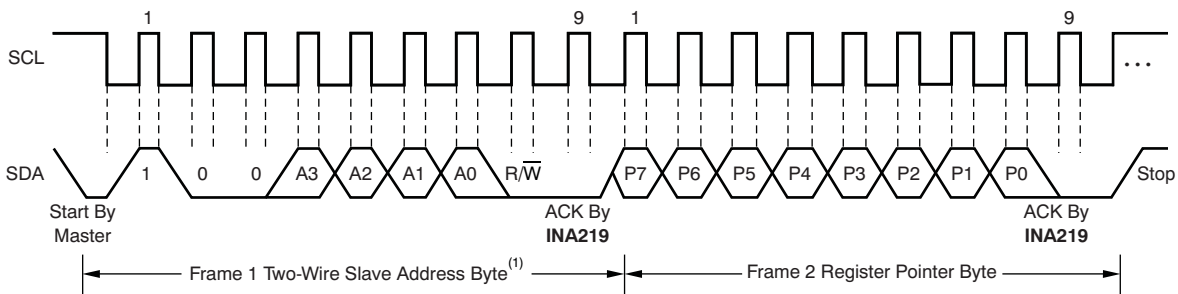 1 9 1 9
SCL ...
SDA 1 0 0 A3 A2 A1 A0 R/W̅ P7 P6 P5 P4 P3 P2 P1 P0 Stop
Start By ACK By ACK By
Master INA219 INA219
Frame 1 Two-Wire Slave Address Byte(1) Frame 2 Register Pointer Byte